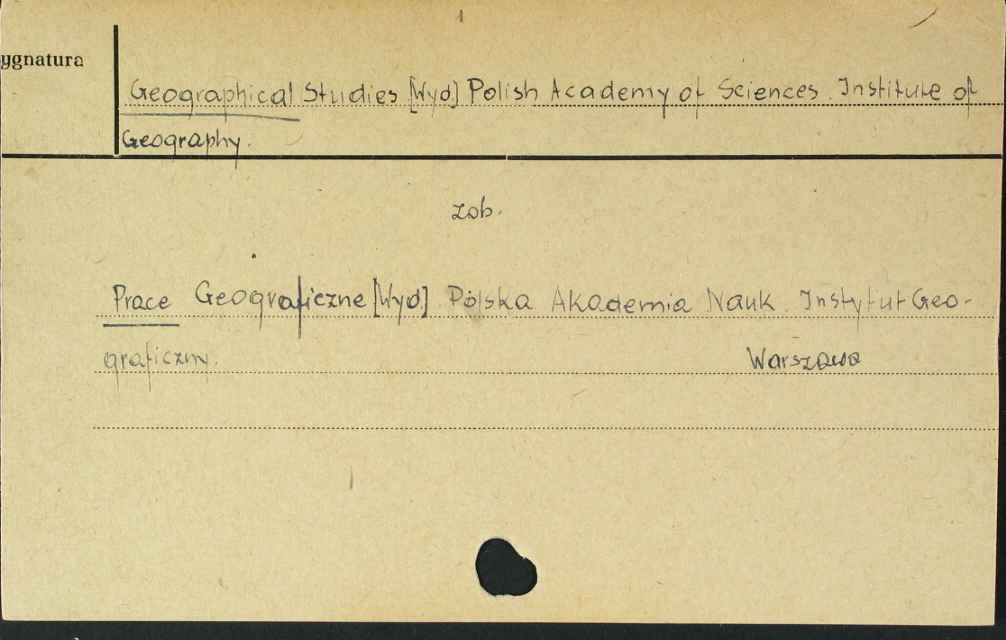 ygnatura
Geographical Studies [Wyd] Polish Academy of Sciences. Institute of
Geography.
zob.
Prace Geograficzne [Wyd] Polska Akademia Nauk. Instytut Geo-
graficzny.
Warszawa